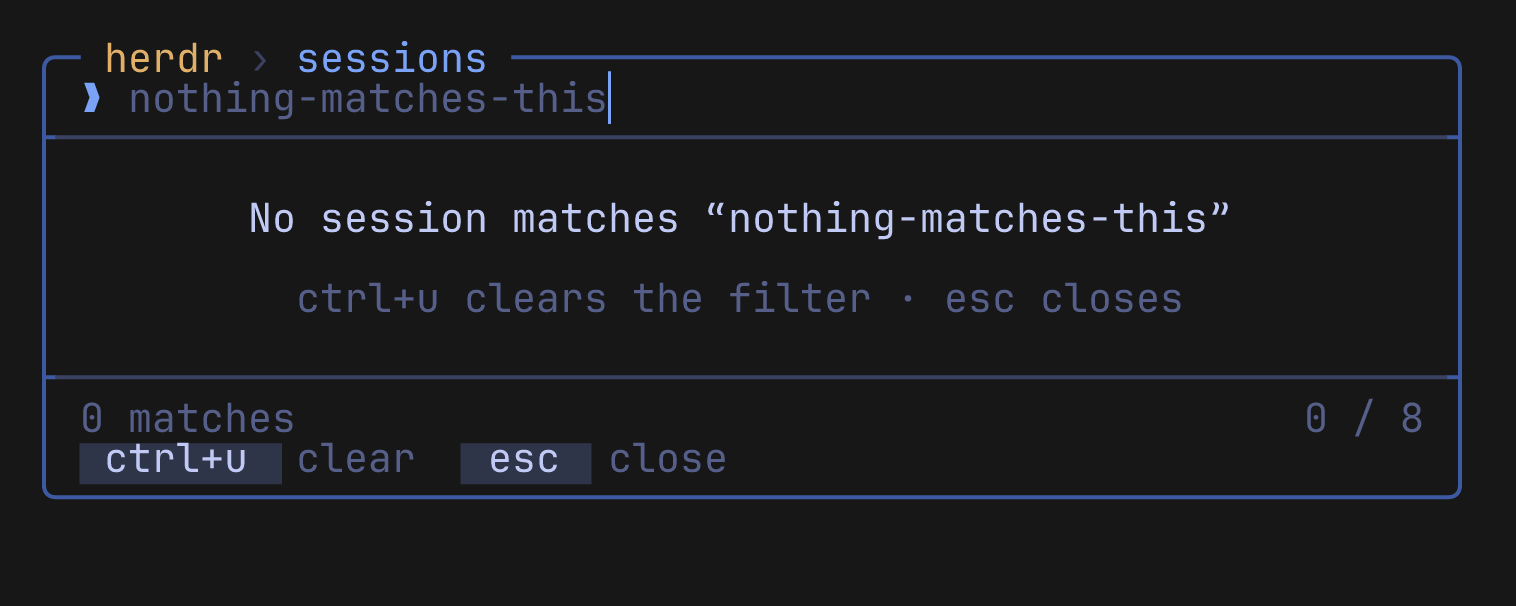 herdr › sessions
❯ nothing-matches-this
No session matches “nothing-matches-this”
ctrl+u clears the filter · esc closes
0 matches 0 / 8
ctrl+u clear esc close